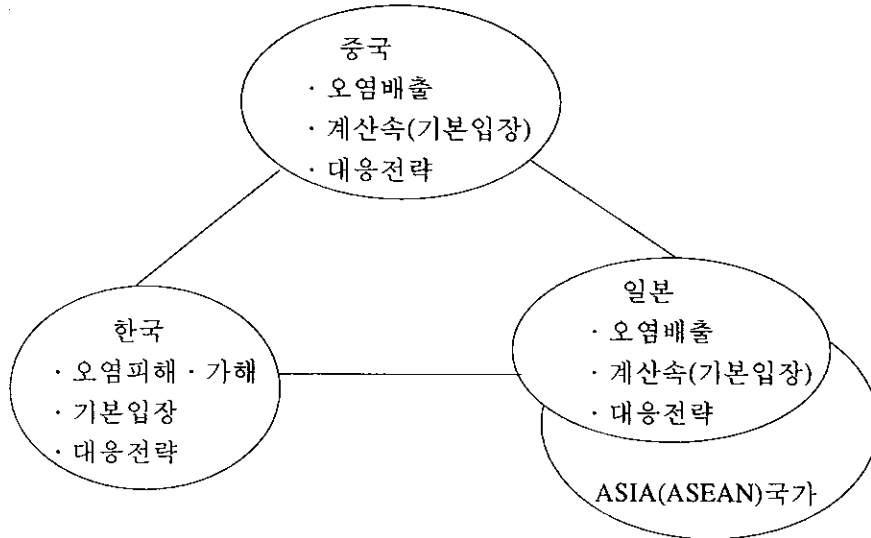 중국
· 오염배출
· 계산속(기본입장)
· 대응전략
한국
· 오염피해 · 가해
· 기본입장
· 대응전략
일본
· 오염배출
· 계산속(기본입장)
· 대응전략
ASIA(ASEAN)국가